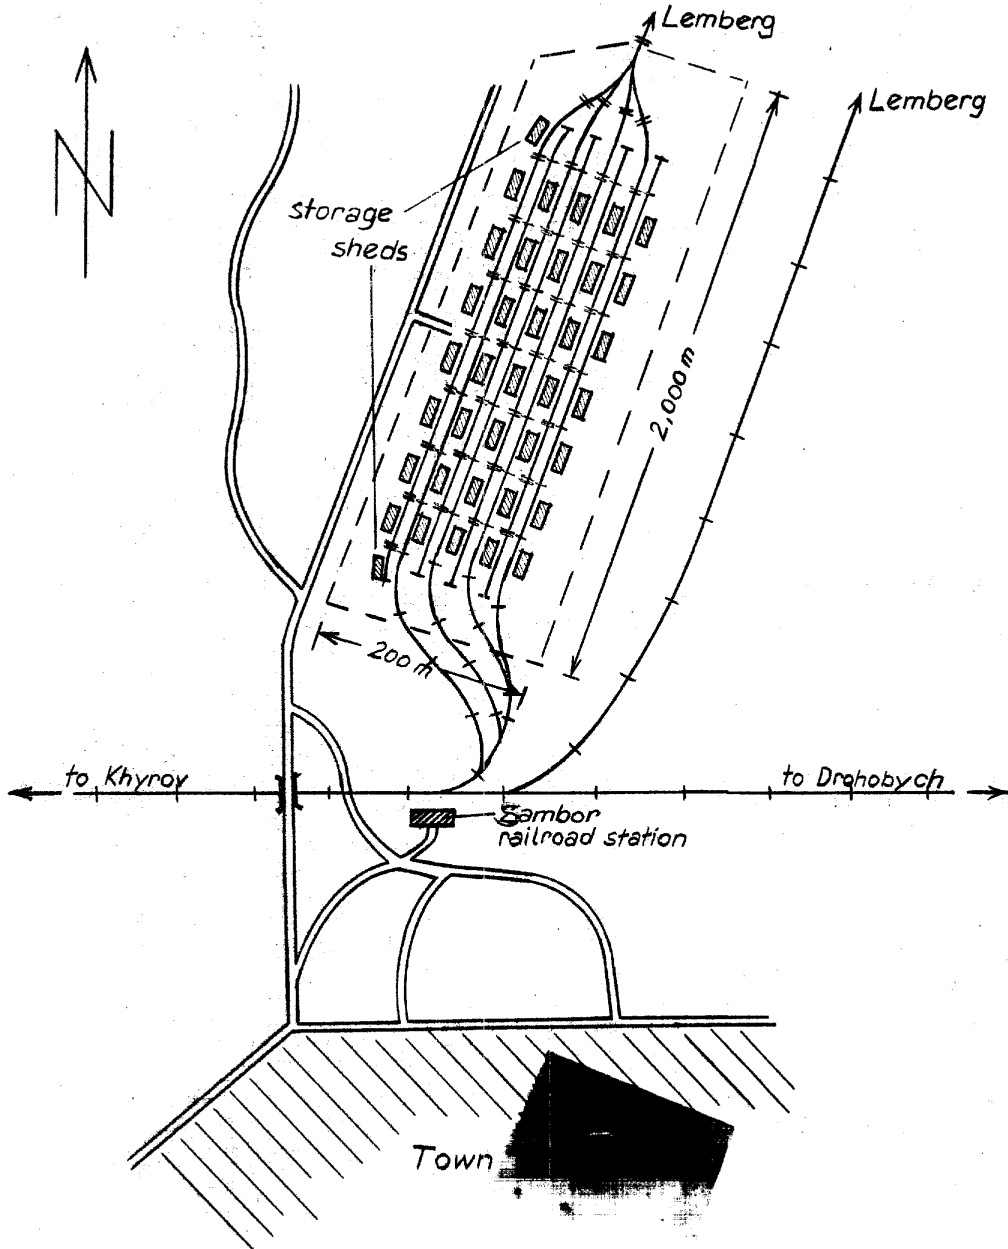 Lemberg
Lemberg
N
storage
sheds
2,000 m
200 m
to Khyrov
to Drohobych
Sambor
railroad station
Town